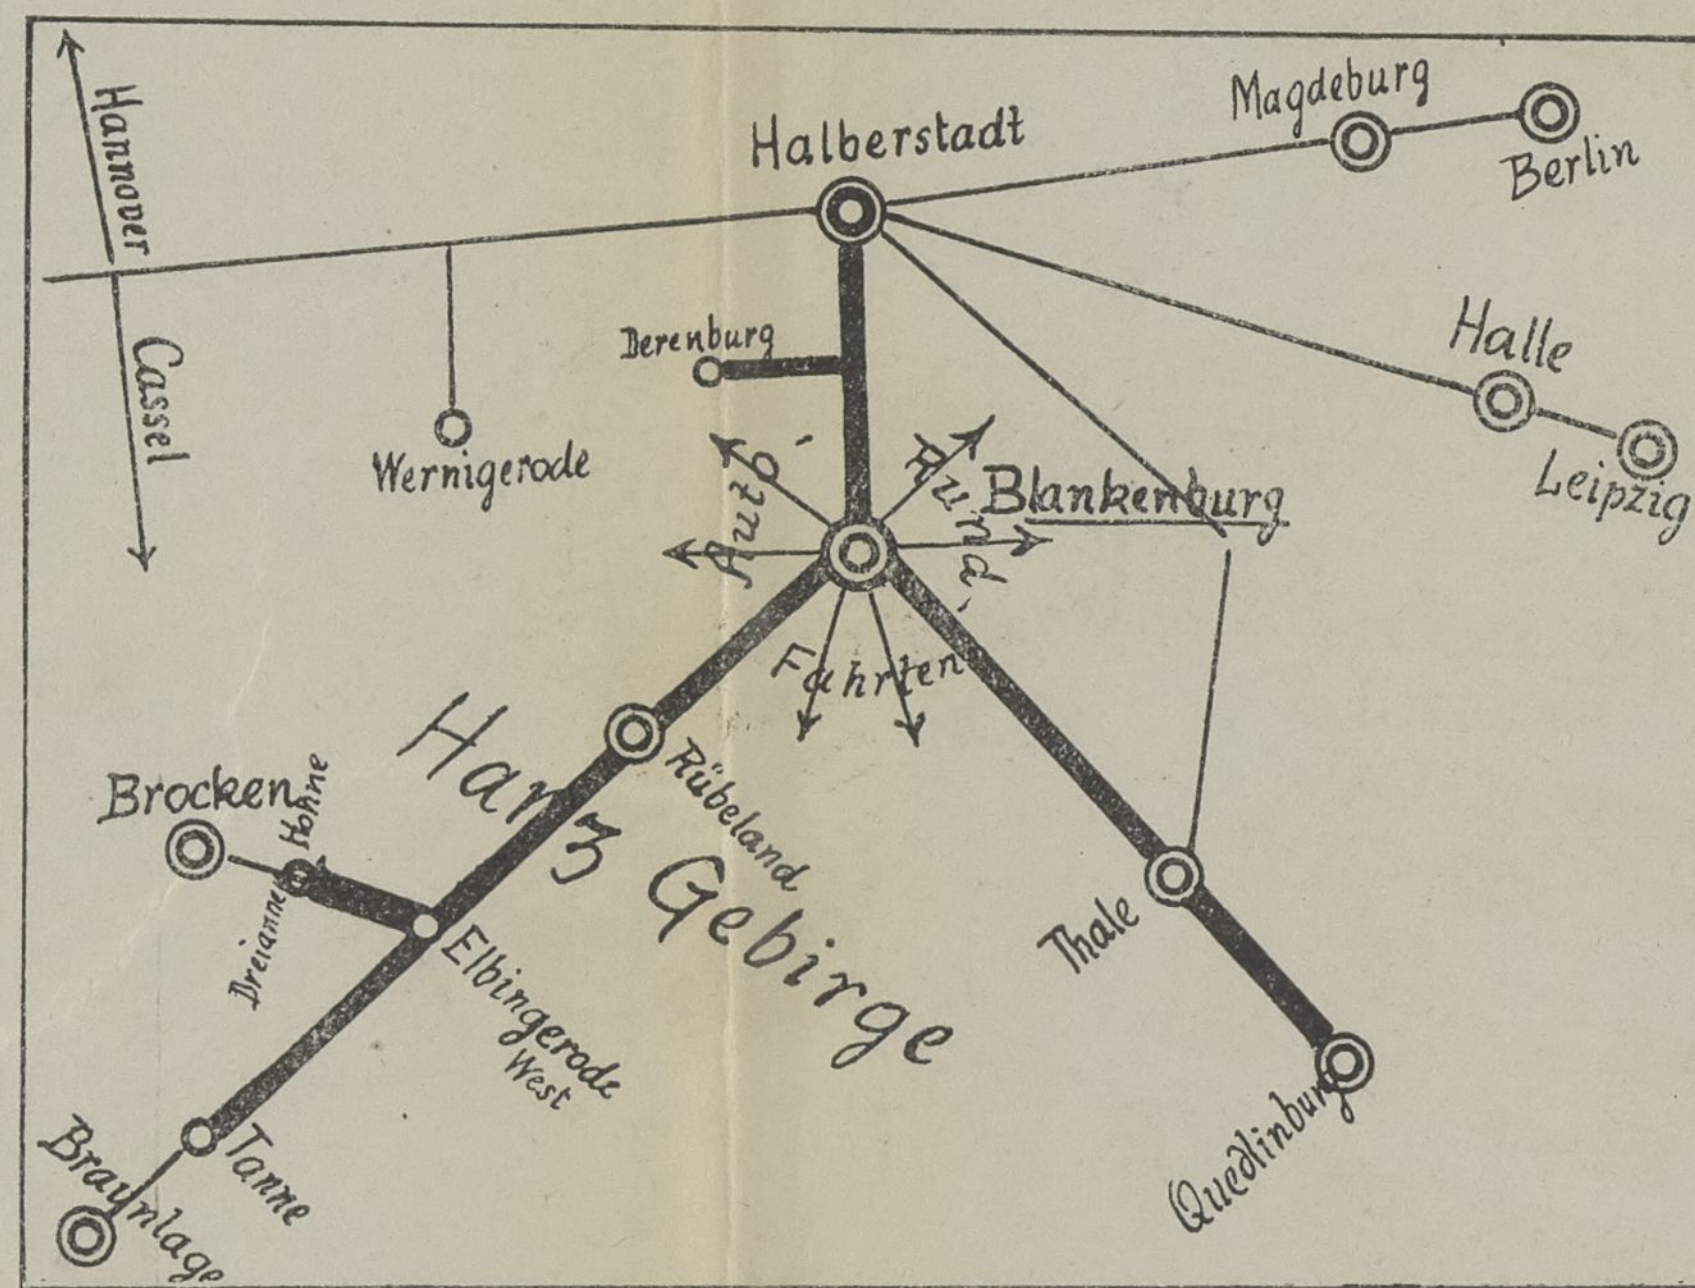 Hannover
Cassel
Halberstadt
Magdeburg
Berlin
Derenburg
Wernigerode
Halle
Leipzig
Auto-
Rund-
Fahrten
Blankenburg
Harz Gebirge
Rübeland
Brocken
Dreiannen
Hohne
Elbingerode
West
Thale
Quedlinburg
Tanne
Braunlage